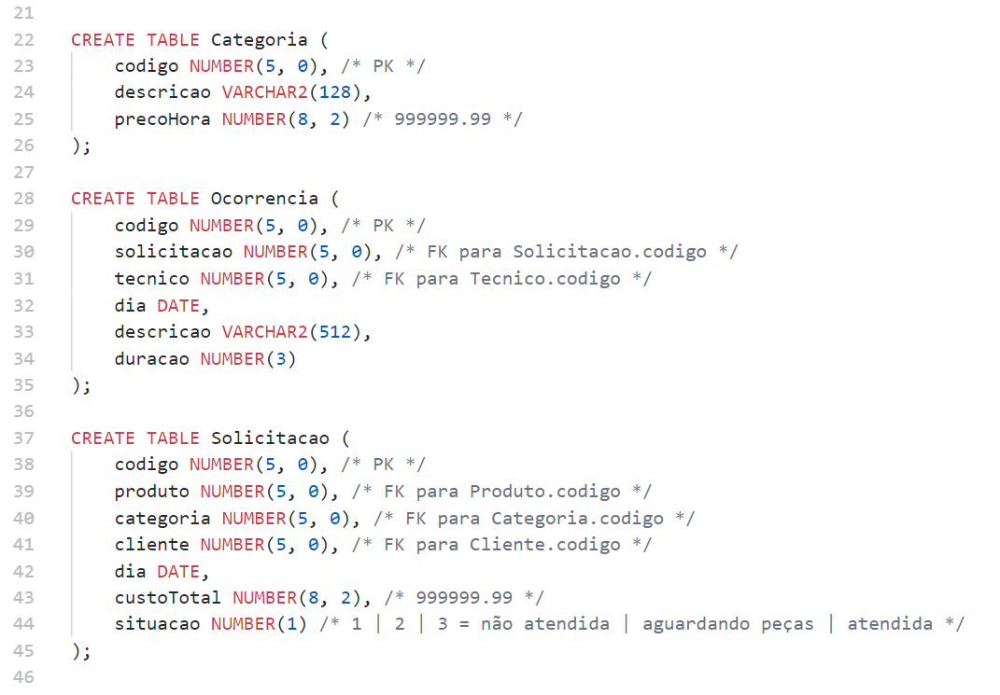 21
22 CREATE TABLE Categoria (
23 codigo NUMBER(5, 0), /* PK */
24 descricao VARCHAR2(128),
25 precoHora NUMBER(8, 2) /* 999999.99 */
26 );
27
28 CREATE TABLE Ocorrencia (
29 codigo NUMBER(5, 0), /* PK */
30 solicitacao NUMBER(5, 0), /* FK para Solicitacao.codigo */
31 tecnico NUMBER(5, 0), /* FK para Tecnico.codigo */
32 dia DATE,
33 descricao VARCHAR2(512),
34 duracao NUMBER(3)
35 );
36
37 CREATE TABLE Solicitacao (
38 codigo NUMBER(5, 0), /* PK */
39 produto NUMBER(5, 0), /* FK para Produto.codigo */
40 categoria NUMBER(5, 0), /* FK para Categoria.codigo */
41 cliente NUMBER(5, 0), /* FK para Cliente.codigo */
42 dia DATE,
43 custoTotal NUMBER(8, 2), /* 999999.99 */
44 situacao NUMBER(1) /* 1 | 2 | 3 = não atendida | aguardando peças | atendida */
45 );
46